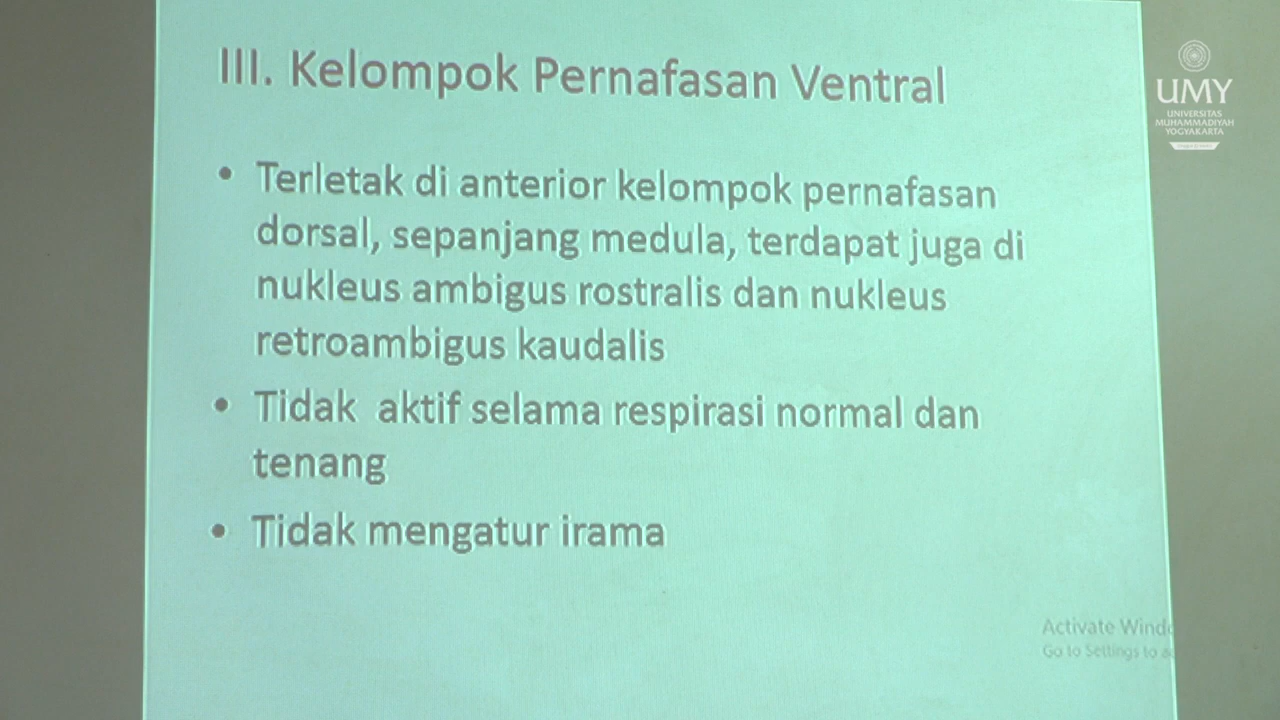 III. Kelompok Pernafasan Ventral
• Terletak di anterior kelompok pernafasan
dorsal, sepanjang medula, terdapat juga di
nukleus ambigus rostralis dan nukleus
retroambigus kaudalis
• Tidak aktif selama respirasi normal dan
tenang
• Tidak mengatur irama
UMY
UNIVERSITAS
MUHAMMADIYAH
YOGYAKARTA
Activate
Go to Settings to